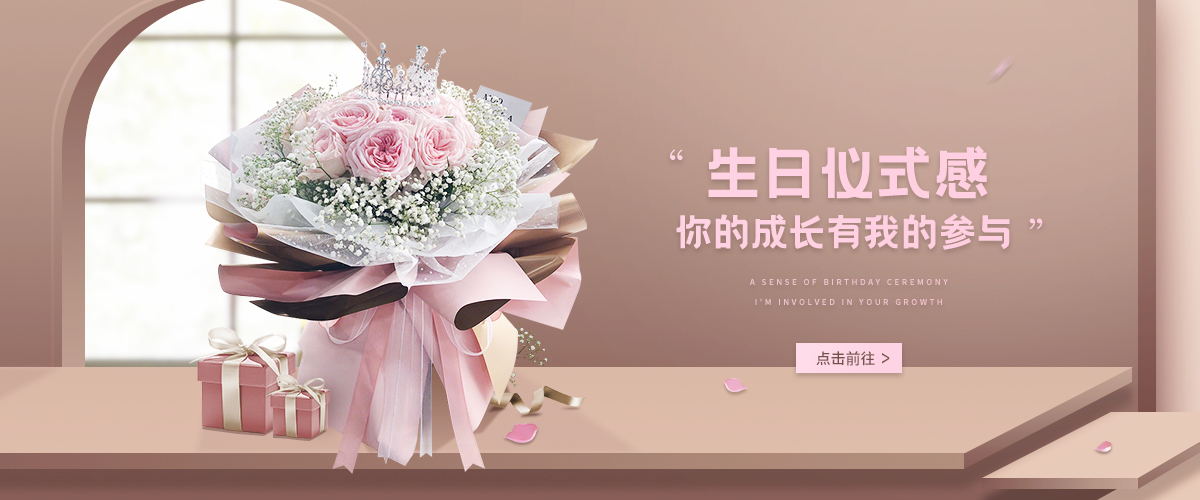 “ 生日仪式感
你的成长有我的参与 ”
A SENSE OF BIRTHDAY CEREMONY
I'M INVOLVED IN YOUR GROWTH
点击前往 >